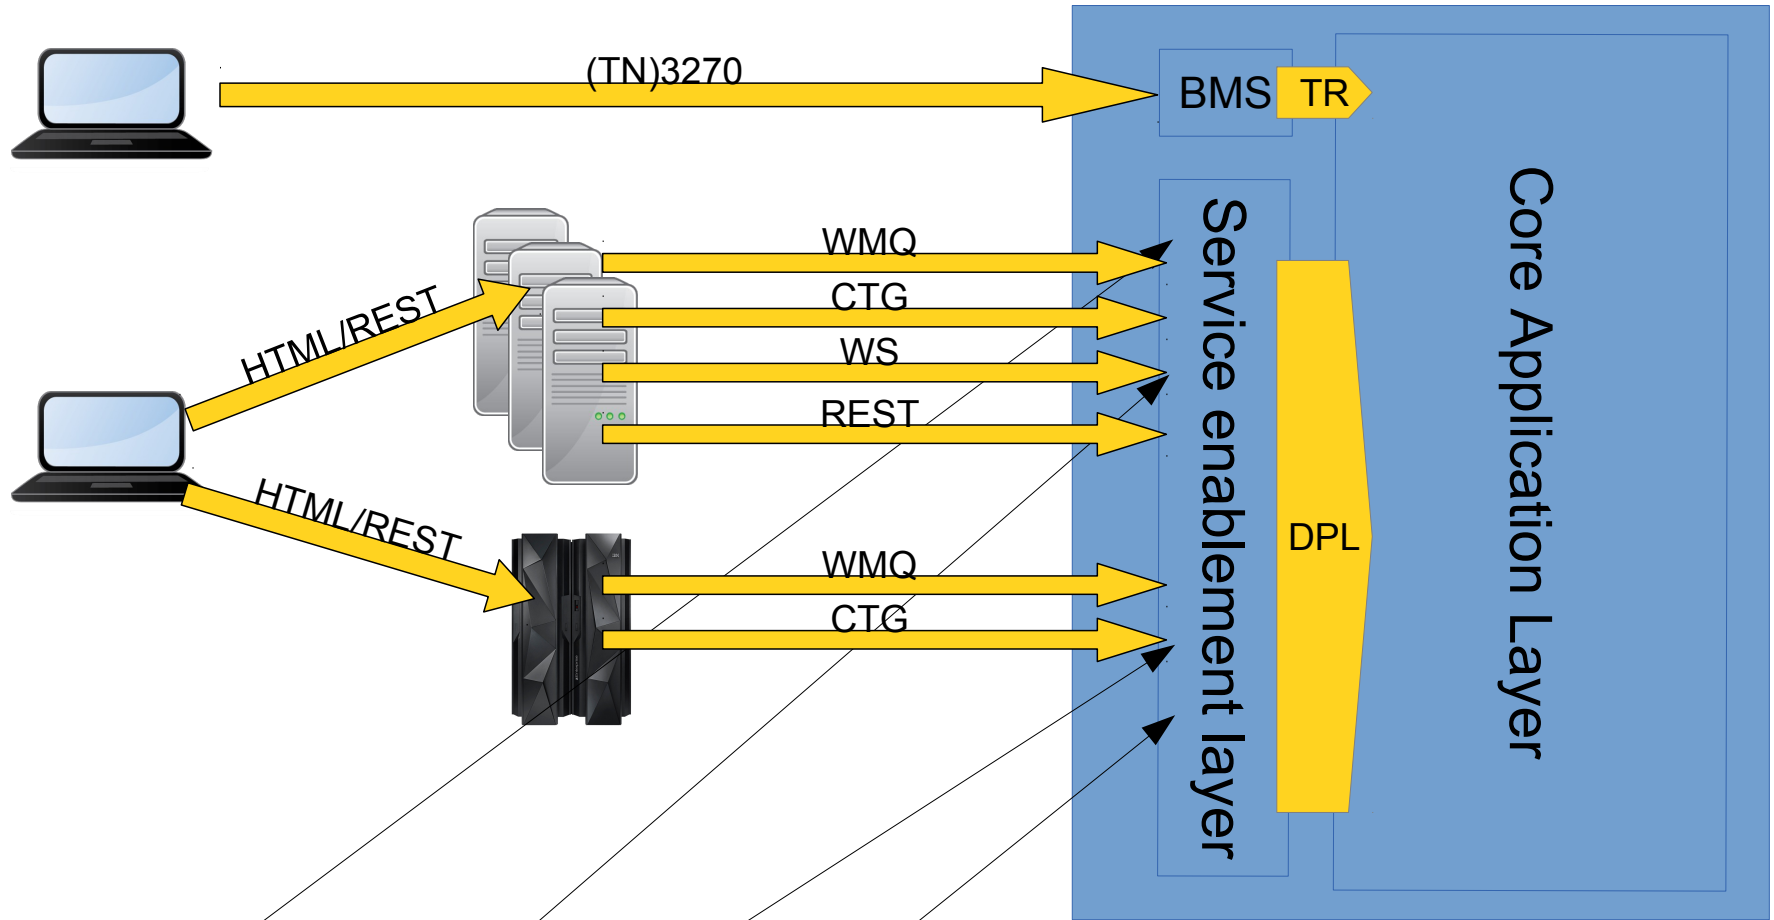 (TN)3270
BMS
TR
HTML/REST
WMQ
CTG
WS
REST
HTML/REST
WMQ
CTG
Service enablement layer
DPL
Core Application Layer